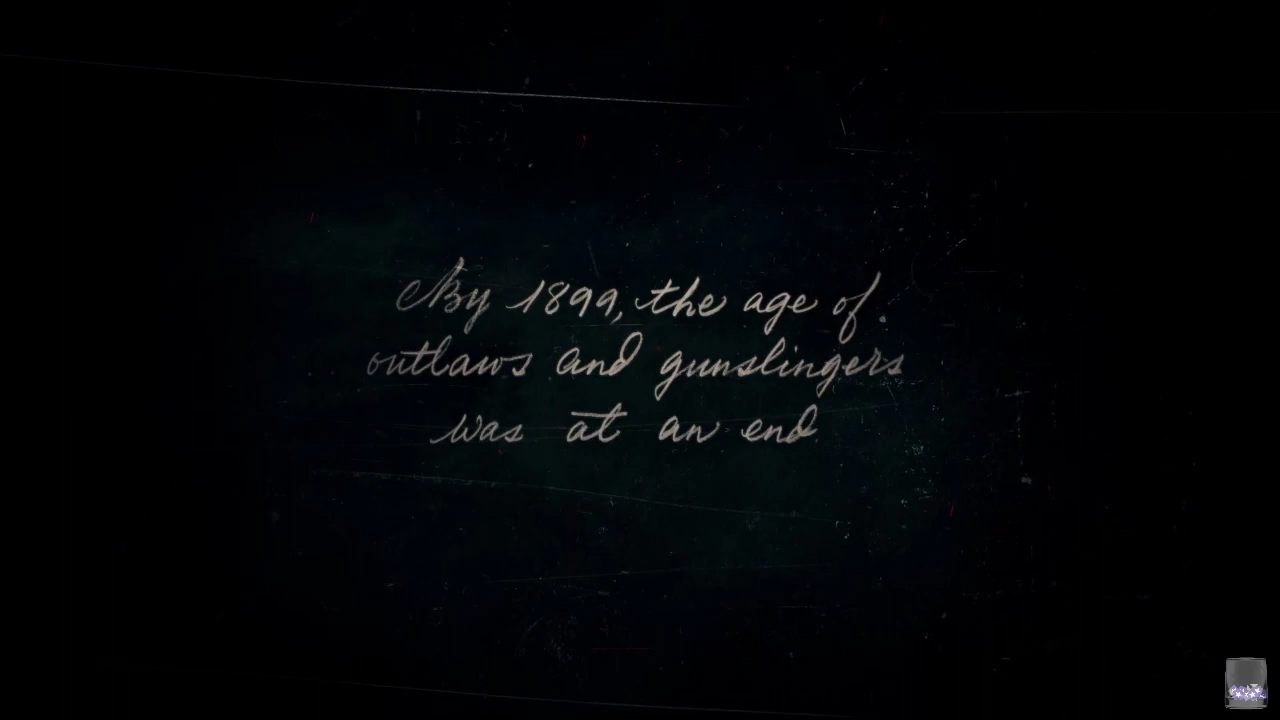 By 1899, the age of
outlaws and gunslingers
was at an end